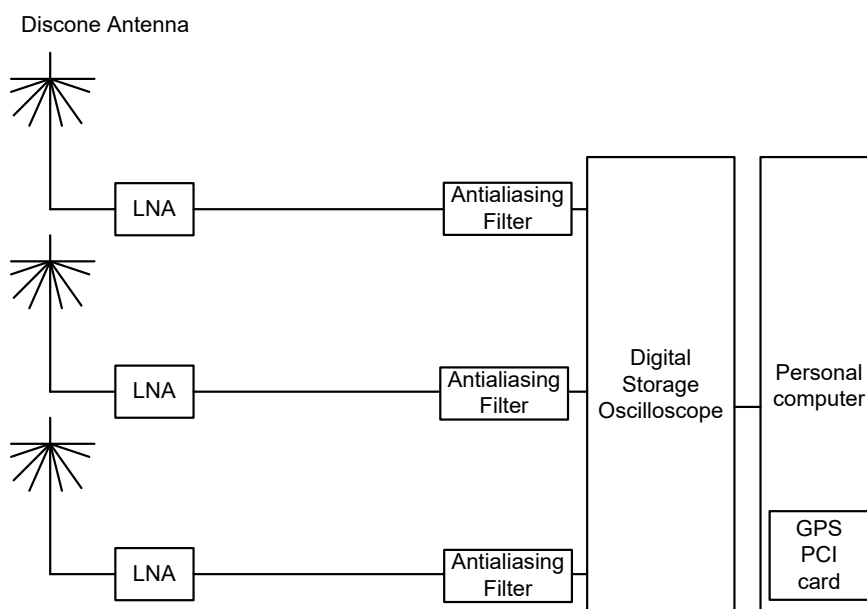 Discone Antenna
LNA
Antialiasing
Filter
LNA
Antialiasing
Filter
Digital
Storage
Oscilloscope
Personal
computer
LNA
Antialiasing
Filter
GPS
PCI
card